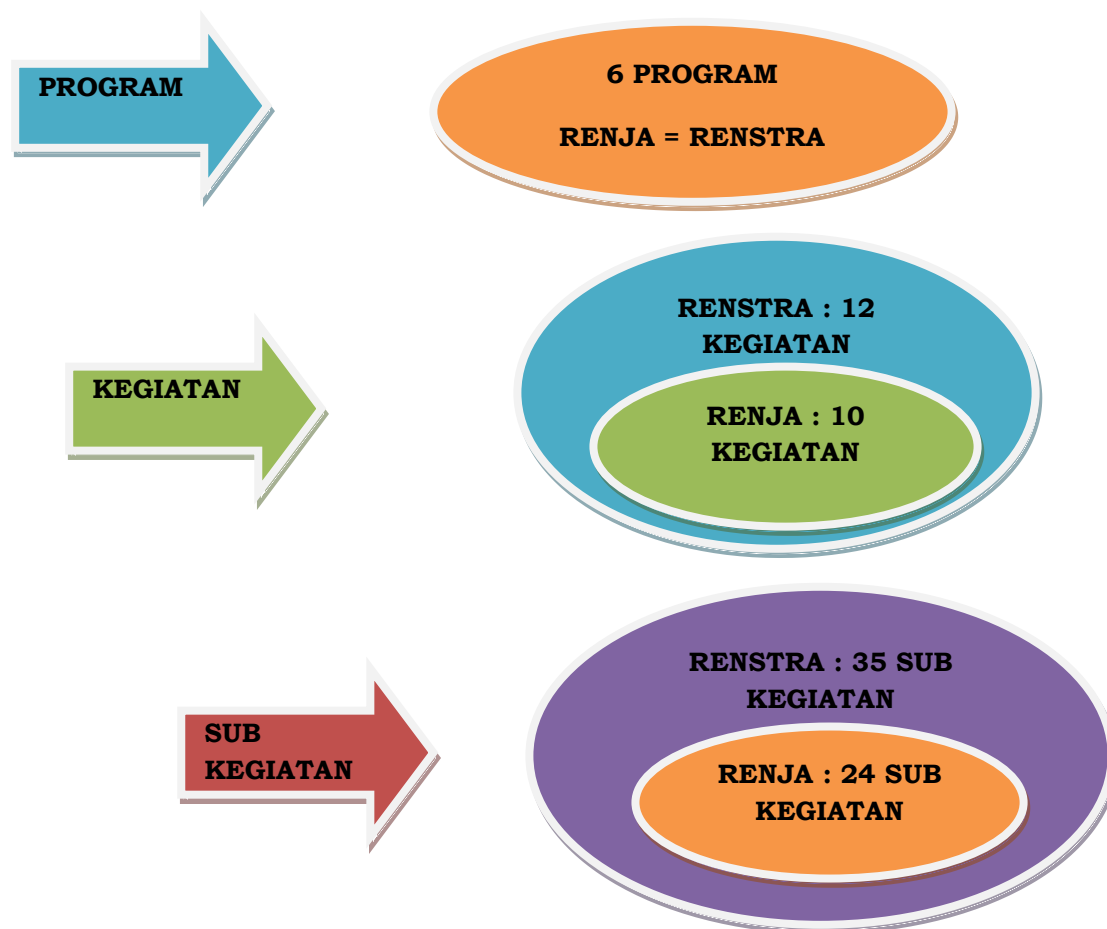 PROGRAM
6 PROGRAM
RENJA = RENSTRA
KEGIATAN
RENSTRA : 12
KEGIATAN
RENJA : 10
KEGIATAN
SUB
KEGIATAN
RENSTRA : 35 SUB
KEGIATAN
RENJA : 24 SUB
KEGIATAN